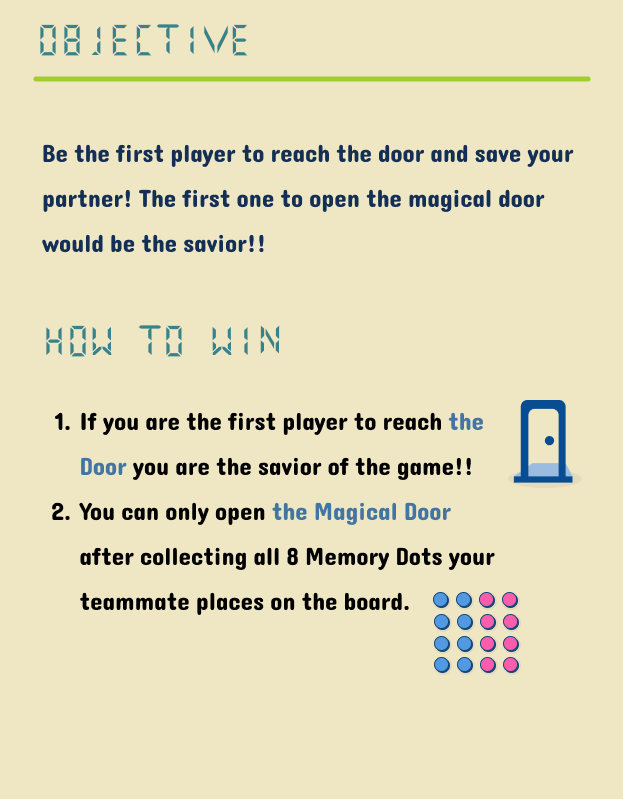 OBJECTIVE
Be the first player to reach the door and save your
partner! The first one to open the magical door
would be the savior!!
HOW TO WIN
1. If you are the first player to reach the
Door you are the savior of the game!!
2. You can only open the Magical Door
after collecting all 8 Memory Dots your
teammate places on the board.